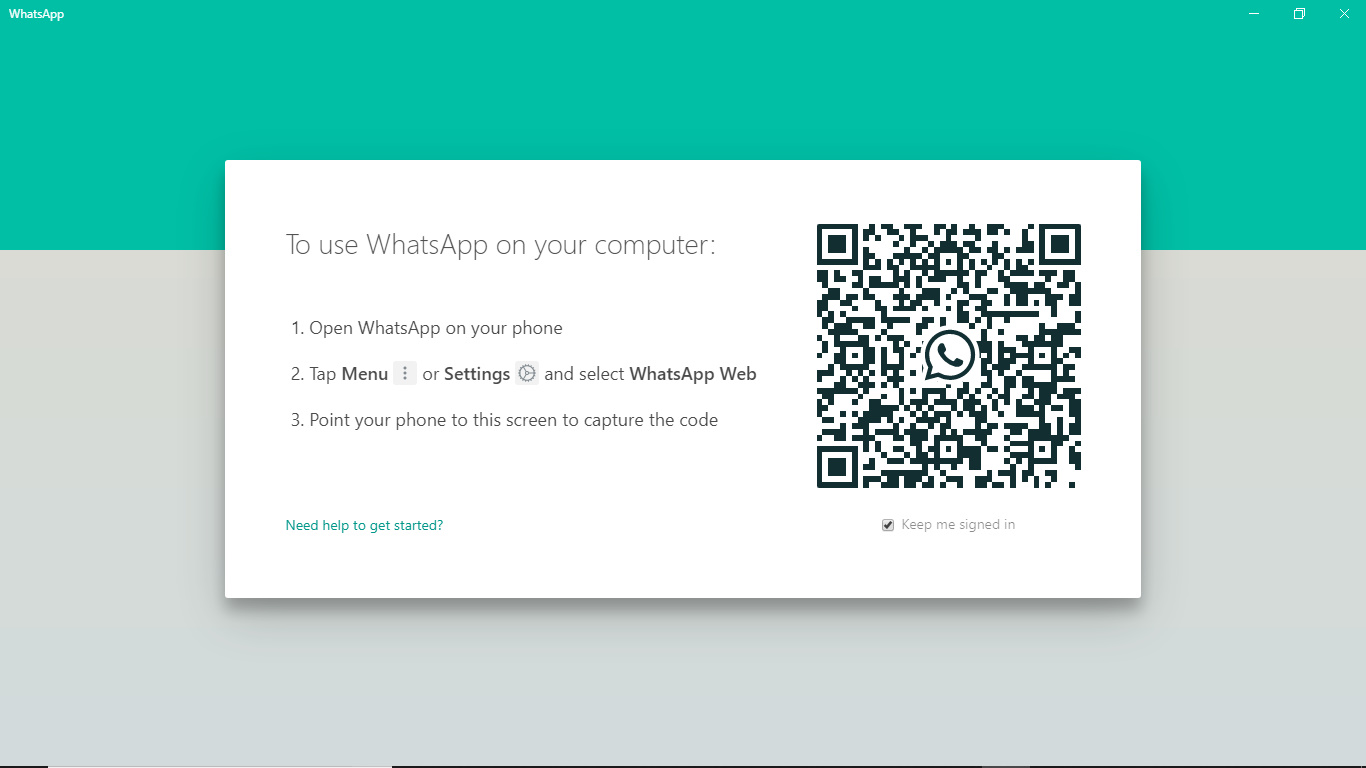 WhatsApp
To use WhatsApp on your computer:
1. Open WhatsApp on your phone
2. Tap Menu or Settings and select WhatsApp Web
3. Point your phone to this screen to capture the code
Need help to get started?
Keep me signed in